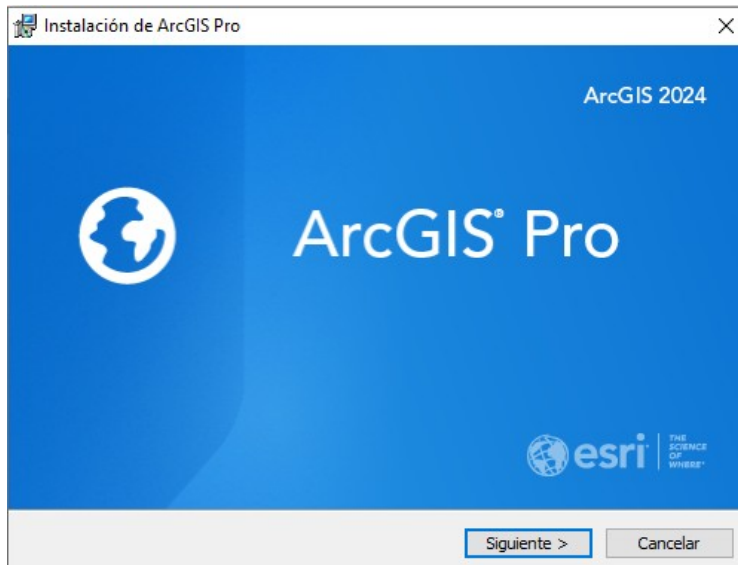 Instalación de ArcGIS Pro
ArcGIS 2024
ArcGIS® Pro
esri®
THE
SCIENCE
OF
WHERE®
Siguiente >
Cancelar